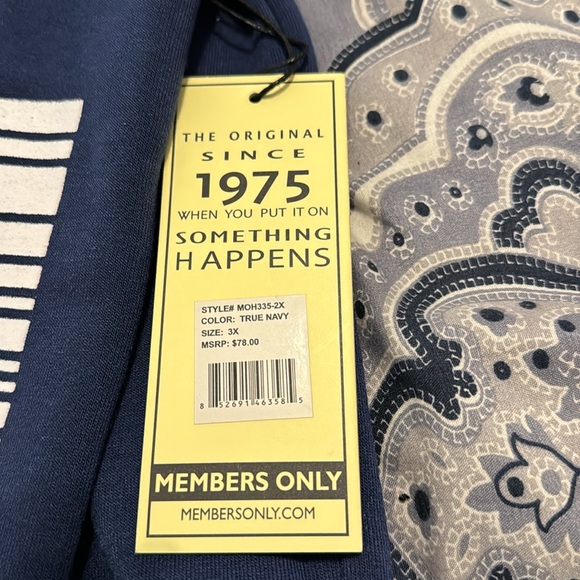 THE ORIGINAL
SINCE
1975
WHEN YOU PUT IT ON
SOMETHING
HAPPENS
STYLE# MOH335-2X
COLOR: TRUE NAVY
SIZE: 3X
MSRP: $78.00
8 52691 46358 5
MEMBERS ONLY
MEMBERSONLY.COM